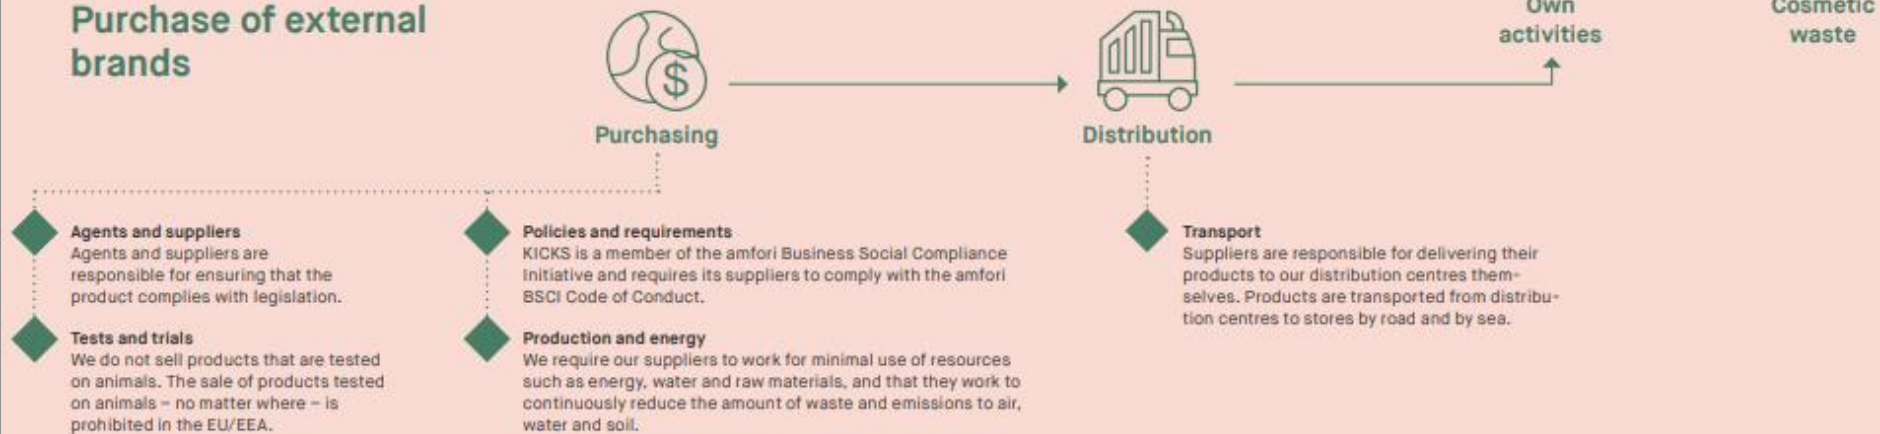 Purchase of external
brands
$
Purchasing
Distribution
Own
activities
Cosmetic
waste
Agents and suppliers
Agents and suppliers are
responsible for ensuring that the
product complies with legislation.
Tests and trials
We do not sell products that are tested
on animals. The sale of products tested
on animals – no matter where – is
prohibited in the EU/EEA.
Policies and requirements
KICKS is a member of the amfori Business Social Compliance
Initiative and requires its suppliers to comply with the amfori
BSCI Code of Conduct.
Production and energy
We require our suppliers to work for minimal use of resources
such as energy, water and raw materials, and that they work to
continuously reduce the amount of waste and emissions to air,
water and soil.
Transport
Suppliers are responsible for delivering their
products to our distribution centres them-
selves. Products are transported from distribu-
tion centres to stores by road and by sea.